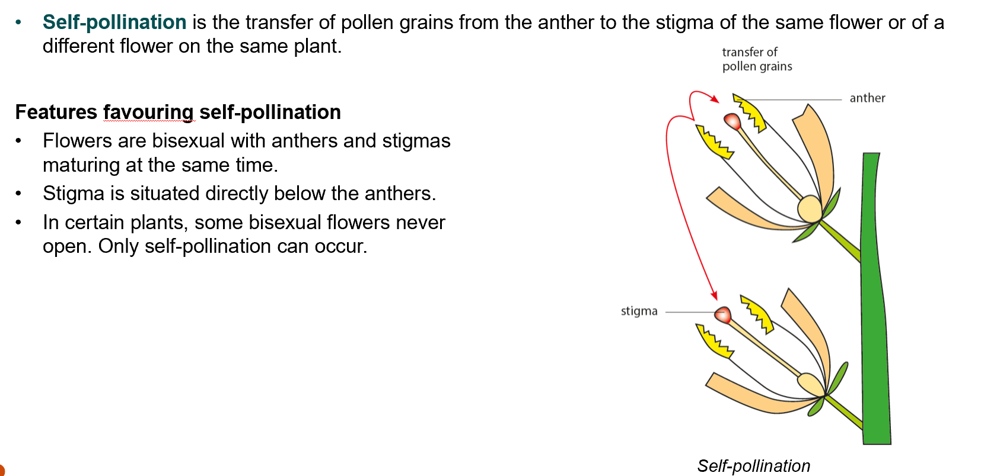 • Self-pollination is the transfer of pollen grains from the anther to the stigma of the same flower or of a
different flower on the same plant.
transfer of
pollen grains
anther
Features favouring self-pollination
• Flowers are bisexual with anthers and stigmas
maturing at the same time.
• Stigma is situated directly below the anthers.
• In certain plants, some bisexual flowers never
open. Only self-pollination can occur.
stigma
Self-pollination